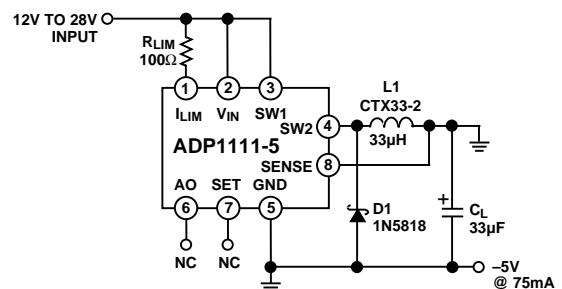 12V TO 28V
INPUT
RLIM
100Ω
1
2
3
ILIM
VIN
SW1
L1
CTX33-2
33µH
SW2
4
ADP1111-5
SENSE
8
AO
SET
GND
6
7
5
NC
NC
D1
1N5818
+
CL
33µF
–5V
@ 75mA